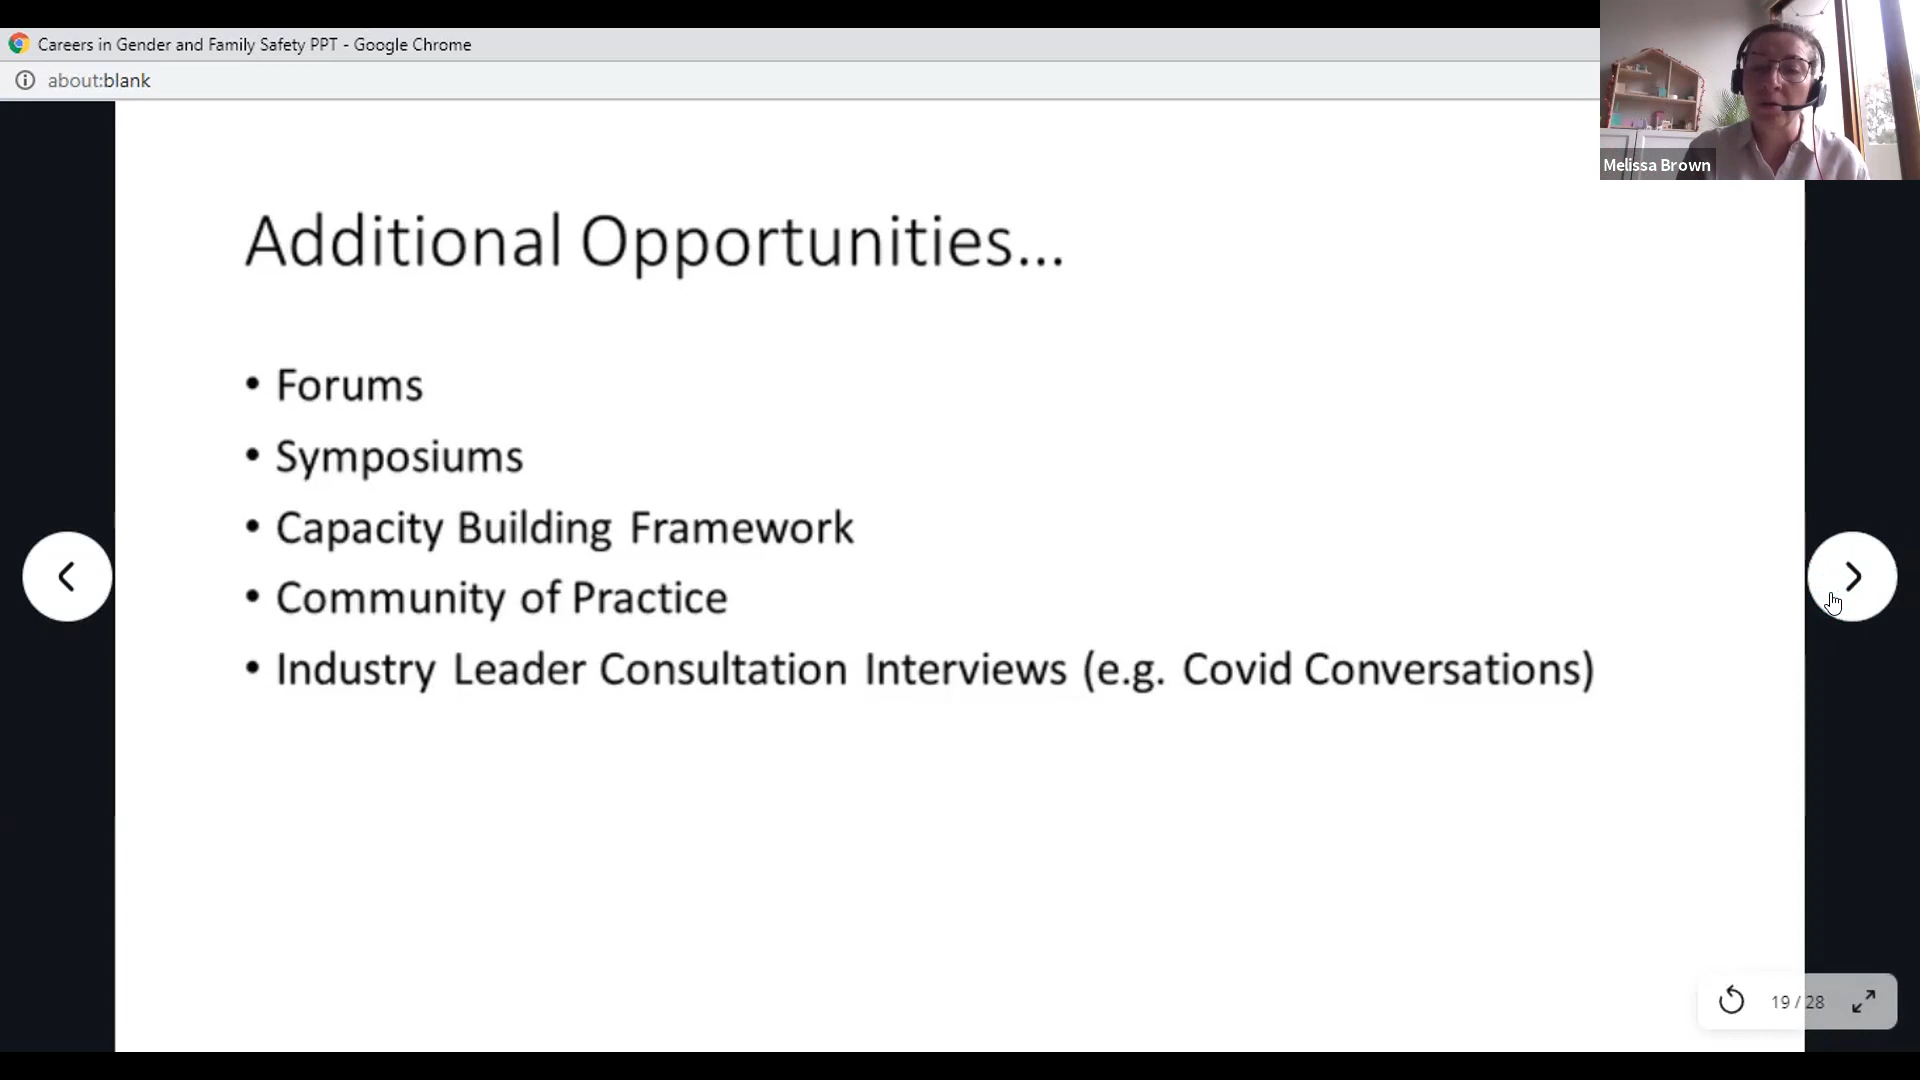 Careers in Gender and Family Safety PPT - Google Chrome
about:blank
Melissa Brown
Additional Opportunities...
• Forums
• Symposiums
• Capacity Building Framework
• Community of Practice
• Industry Leader Consultation Interviews (e.g. Covid Conversations)
19 / 28